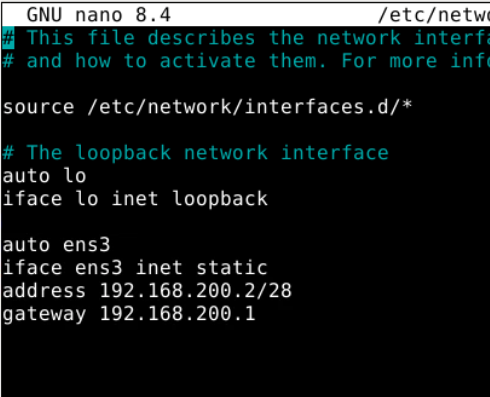 GNU nano 8.4 /etc/netwo
# This file describes the network interfa
# and how to activate them. For more info
source /etc/network/interfaces.d/*
# The loopback network interface
auto lo
iface lo inet loopback
auto ens3
iface ens3 inet static
address 192.168.200.2/28
gateway 192.168.200.1